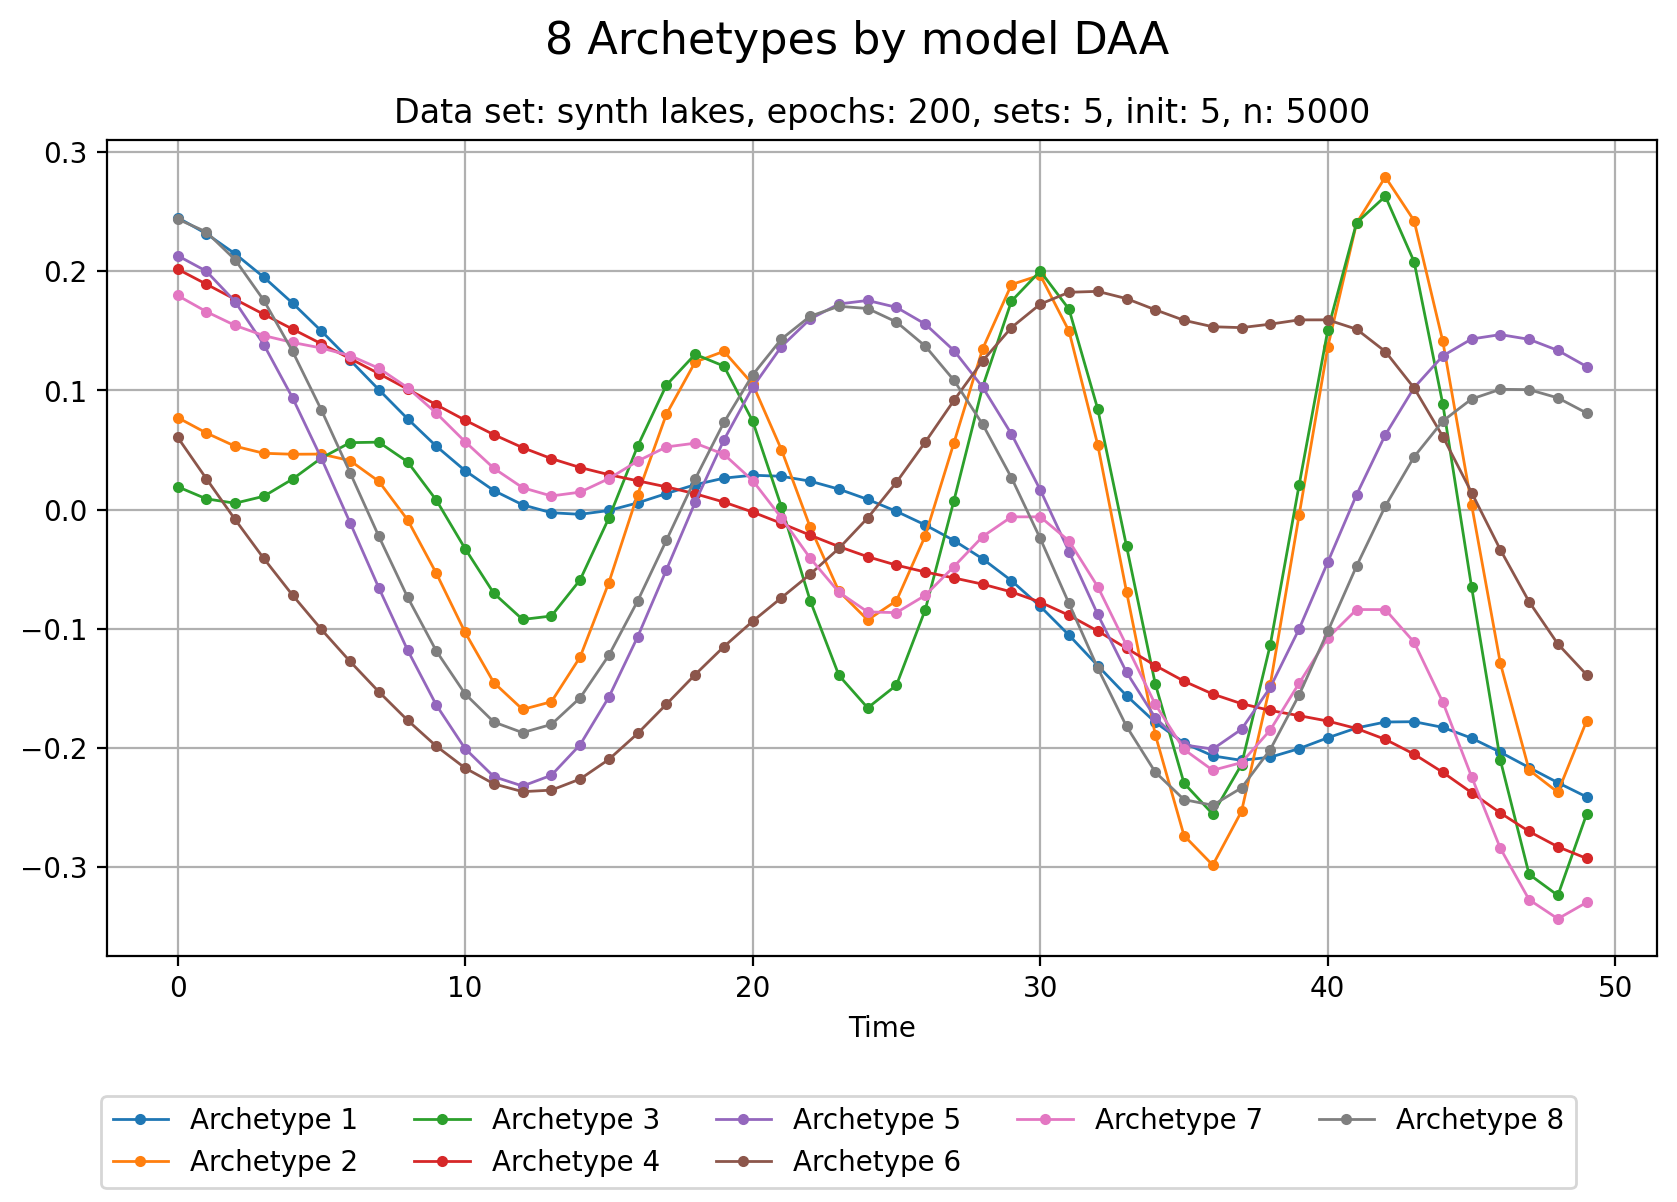 8 Archetypes by model DAA
Data set: synth lakes, epochs: 200, sets: 5, init: 5, n: 5000
0.3
0.2
0.1
0.0
−0.1
−0.2
−0.3
0 10 20 30 40 50
Time
Archetype 1 Archetype 3 Archetype 5 Archetype 7 Archetype 8
Archetype 2 Archetype 4 Archetype 6